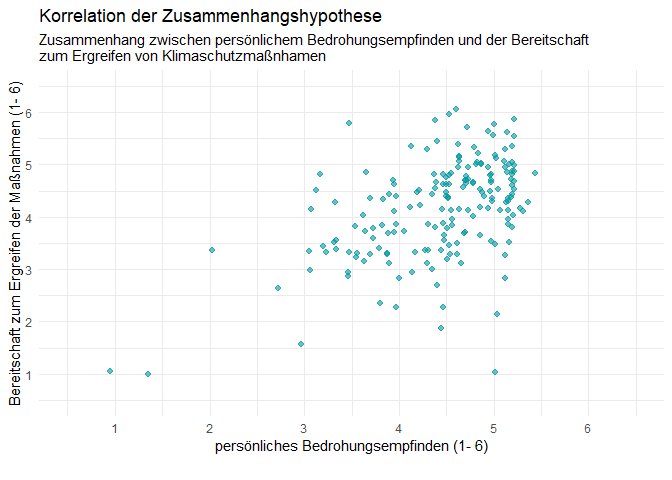 Korrelation der Zusammenhangshypothese
Zusammenhang zwischen persönlichem Bedrohungsempfinden und der Bereitschaft
zum Ergreifen von Klimaschutzmaßnhamen
Bereitschaft zum Ergreifen der Maßnahmen (1- 6)
6
5
4
3
2
1
1
2
3
4
5
6
persönliches Bedrohungsempfinden (1- 6)